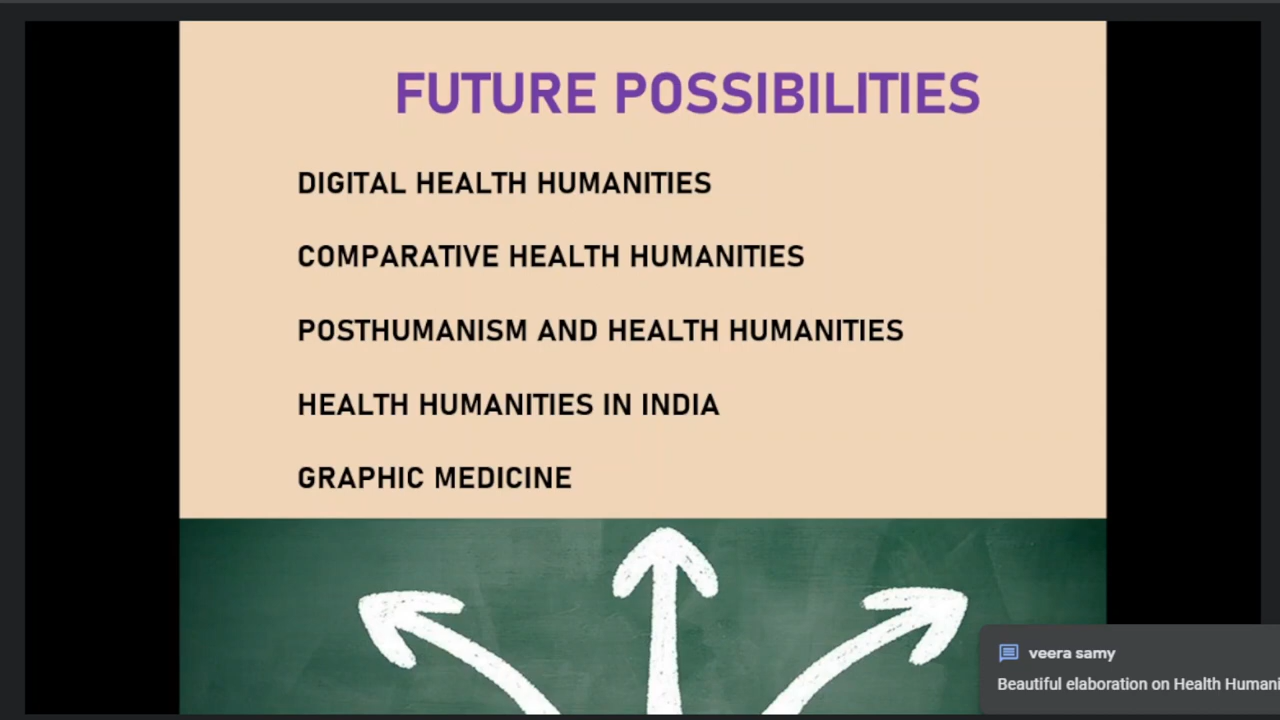 FUTURE POSSIBILITIES
DIGITAL HEALTH HUMANITIES
COMPARATIVE HEALTH HUMANITIES
POSTHUMANISM AND HEALTH HUMANITIES
HEALTH HUMANITIES IN INDIA
GRAPHIC MEDICINE
veera samy
Beautiful elaboration on Health